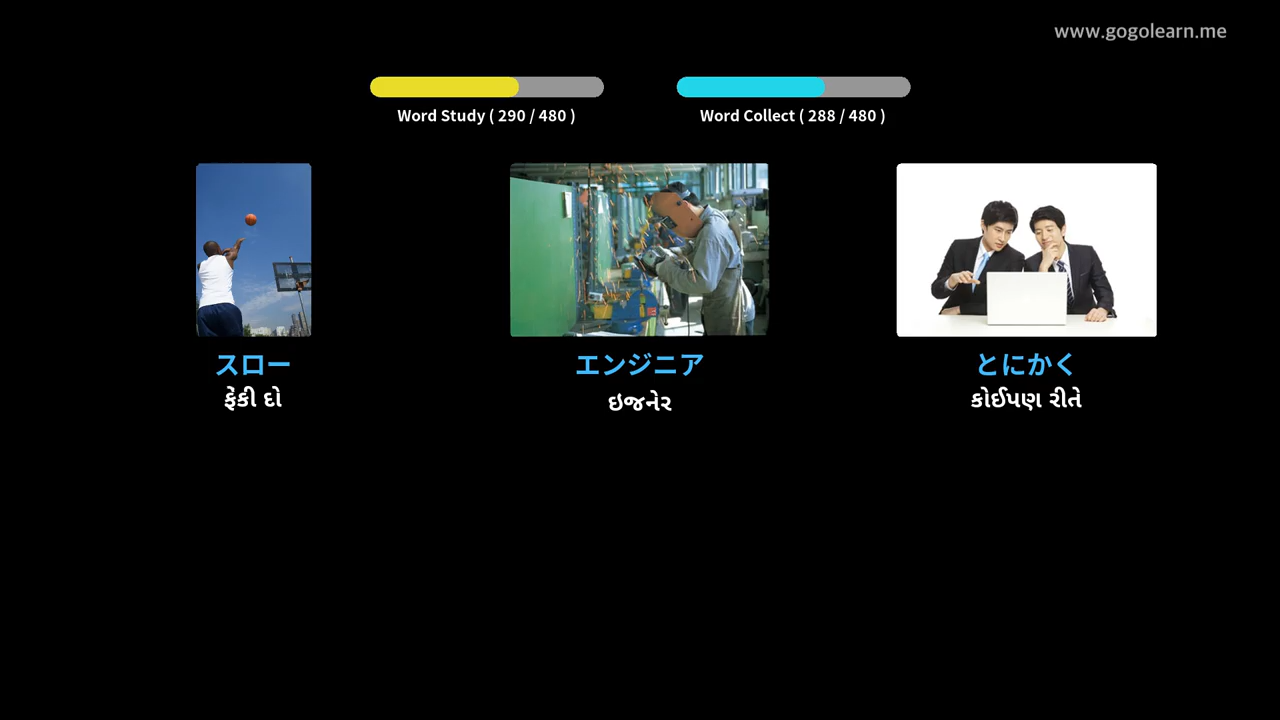 www.gogolearn.me
Word Study ( 290 / 480 )
Word Collect ( 288 / 480 )
スロー
ફેંકી દો
エンジニア
ઇજનેર
とにかく
કોઈપણ રીતે